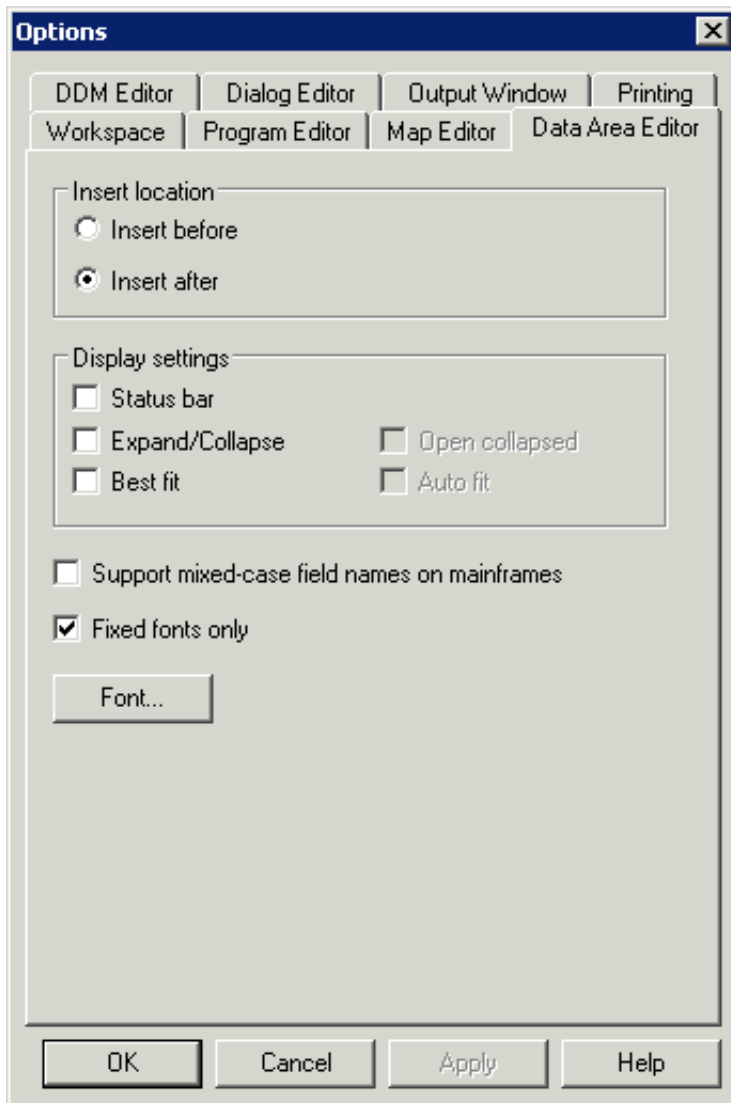 Options
DDM Editor Dialog Editor Output Window Printing
Workspace Program Editor Map Editor Data Area Editor
Insert location
Insert before
Insert after
Display settings
Status bar
Expand/Collapse Open collapsed
Best fit Auto fit
Support mixed-case field names on mainframes
Fixed fonts only
Font...
OK Cancel Apply Help